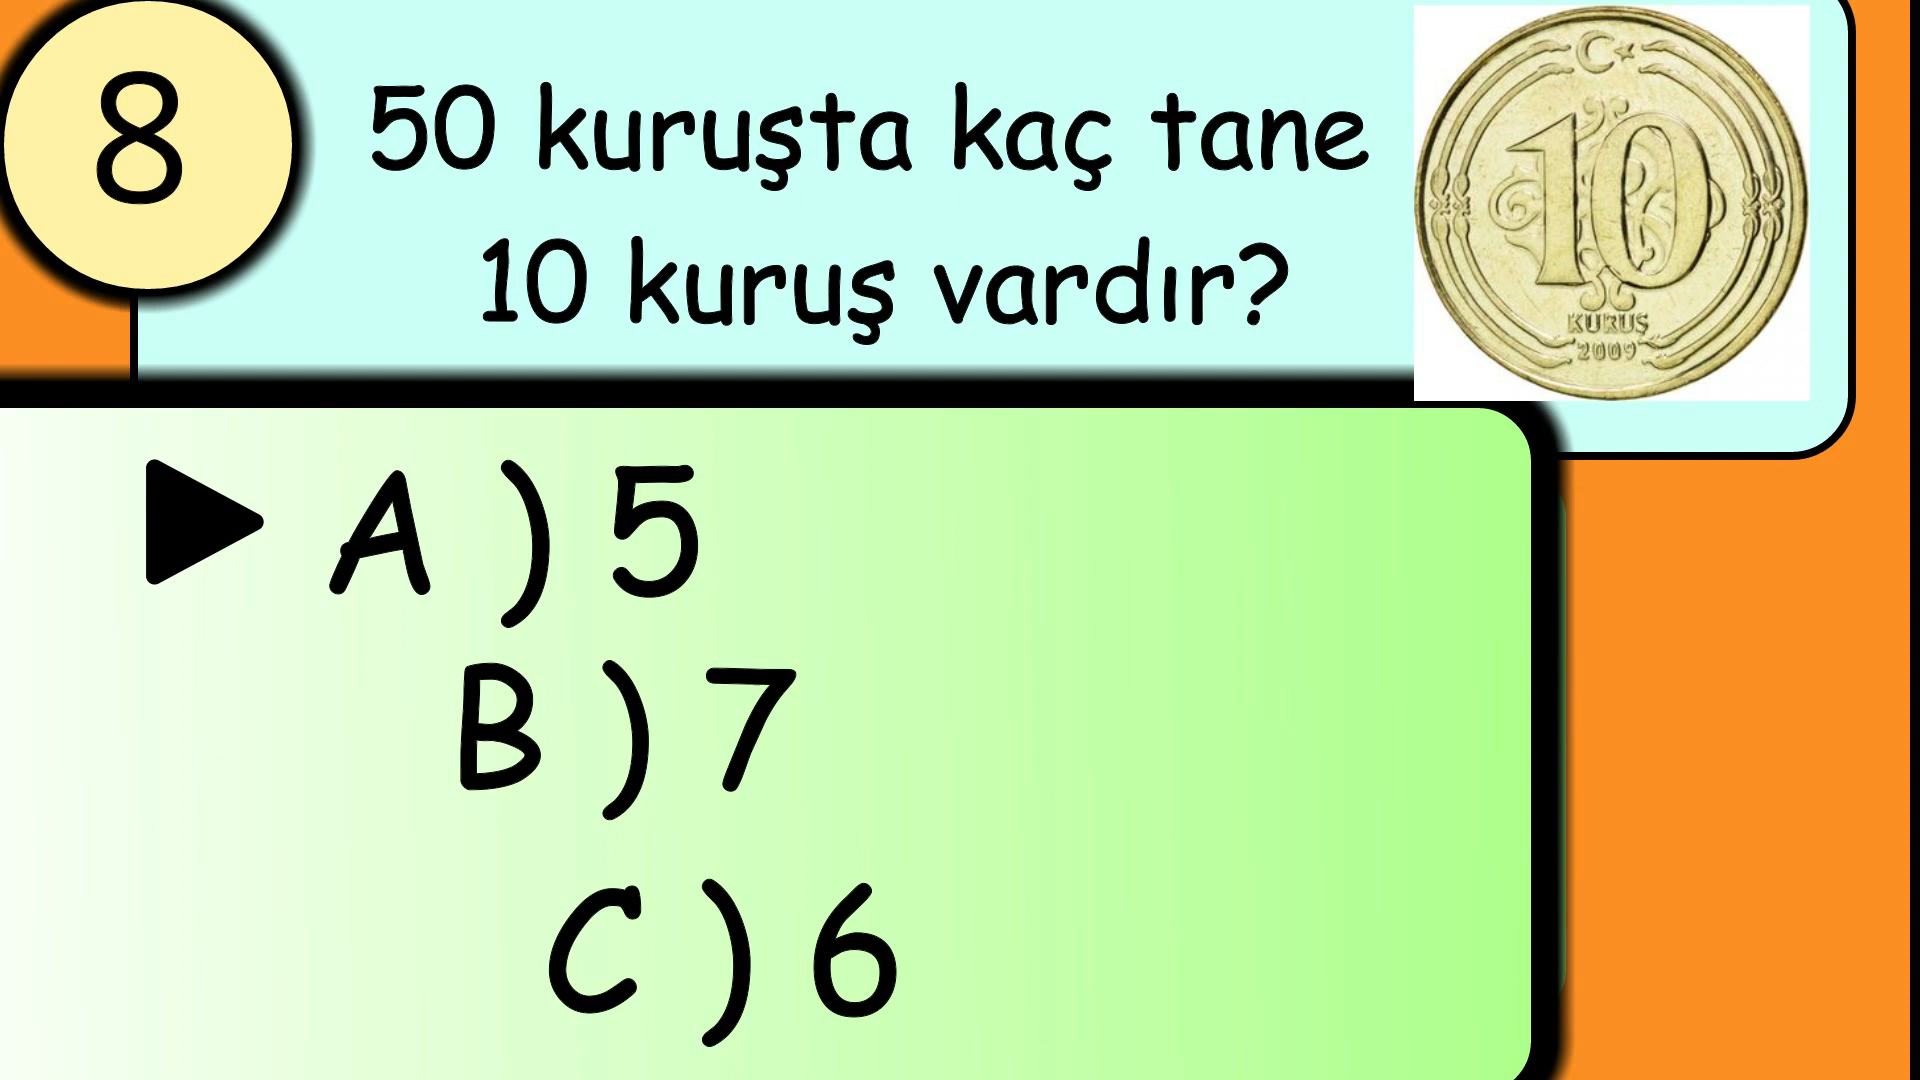 8
50 kuruşta kaç tane
10 kuruş vardır?
10
KURUŞ
2009
A ) 5
B ) 7
C ) 6